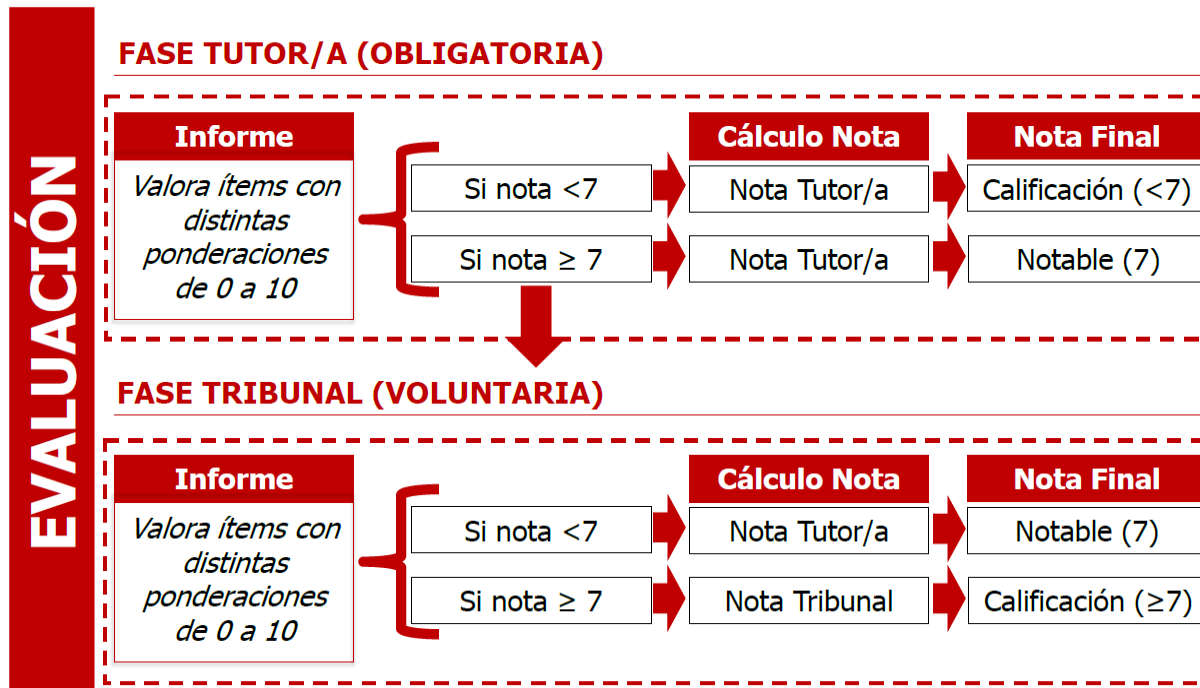 EVALUACIÓN
FASE TUTOR/A (OBLIGATORIA)
Informe
Valora ítems con
distintas
ponderaciones
de 0 a 10
Si nota <7
Si nota ≥ 7
Cálculo Nota
Nota Tutor/a
Nota Tutor/a
Nota Final
Calificación (<7)
Notable (7)
FASE TRIBUNAL (VOLUNTARIA)
Informe
Valora ítems con
distintas
ponderaciones
de 0 a 10
Si nota <7
Si nota ≥ 7
Cálculo Nota
Nota Tutor/a
Nota Tribunal
Nota Final
Notable (7)
Calificación (≥7)